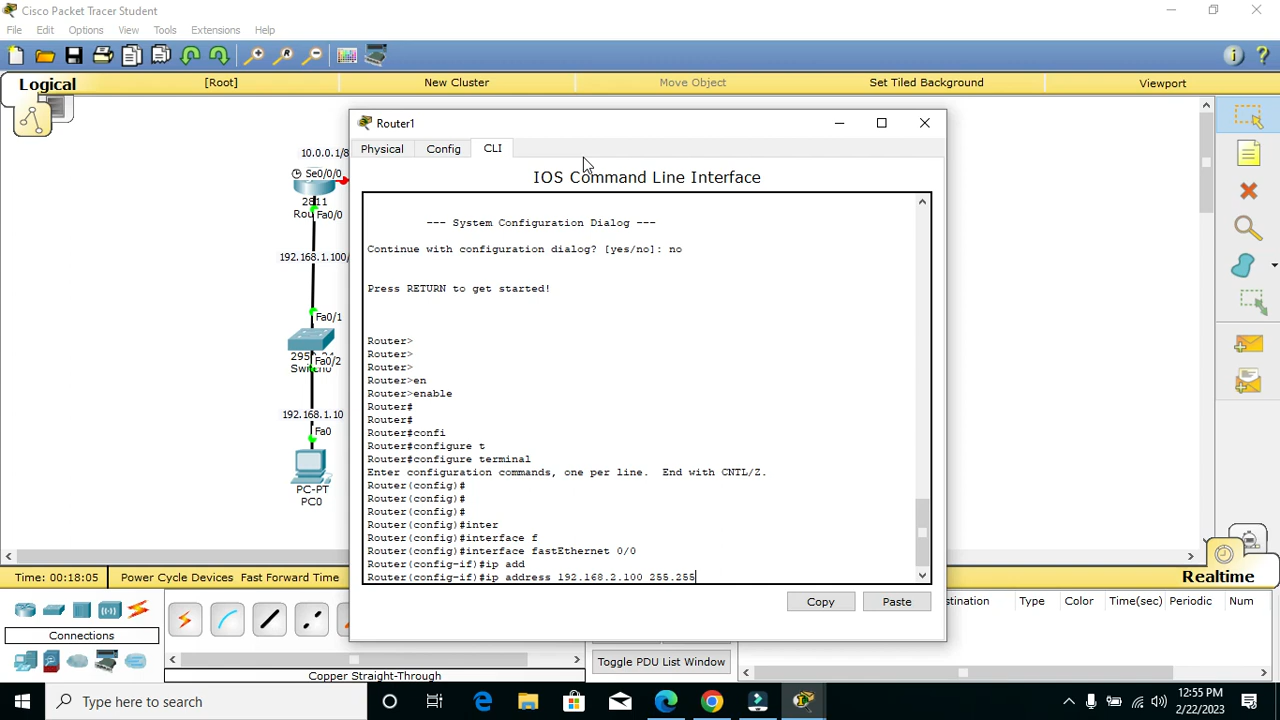 Cisco Packet Tracer Student
File Edit Options View Tools Extensions Help
Logical [Root] New Cluster Move Object Set Tiled Background Viewport
Router1
Physical Config CLI
IOS Command Line Interface
--- System Configuration Dialog ---
Continue with configuration dialog? [yes/no]: no
Press RETURN to get started!
Router>
Router>
Router>
Router>en
Router>enable
Router#
Router#
Router#confi
Router#configure t
Router#configure terminal
Enter configuration commands, one per line.  End with CNTL/Z.
Router(config)#
Router(config)#
Router(config)#
Router(config)#inter
Router(config)#interface f
Router(config)#interface fastEthernet 0/0
Router(config-if)#ip add
Router(config-if)#ip address 192.168.2.100 255.255
Copy Paste
10.0.0.1/8
Se0/0/0
2811
Fa0/0
192.168.1.100/
Fa0/1
Fa0/2
192.168.1.10
Fa0
PC-PT
PC0
Time: 00:18:05 Power Cycle Devices Fast Forward Time Realtime
Connections
Copper Straight-Through
Toggle PDU List Window
Type Color Time(sec) Periodic Num
Type here to search
12:55 PM
2/22/2023